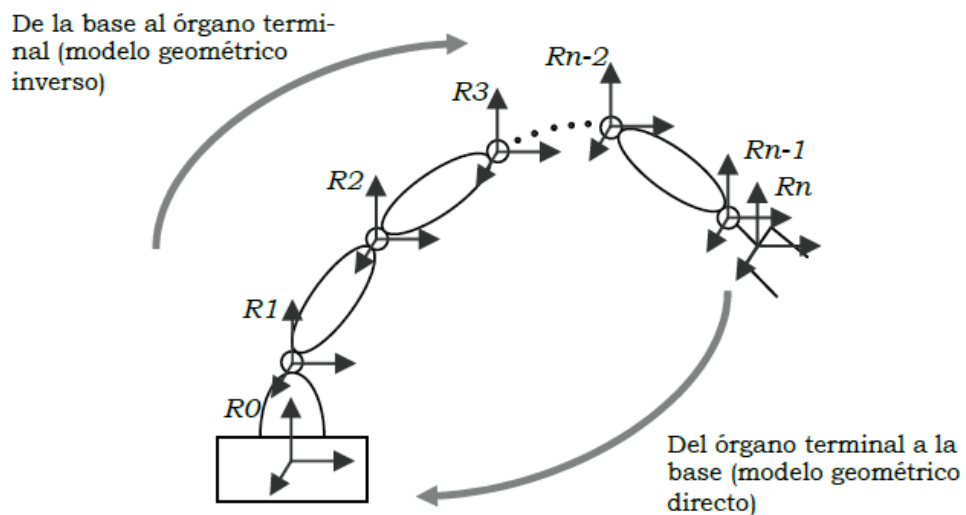 De la base al órgano termi-
nal (modelo geométrico
inverso)
Rn-2
R3
Rn-1
R2
Rn
R1
R0
Del órgano terminal a la
base (modelo geométrico
directo)